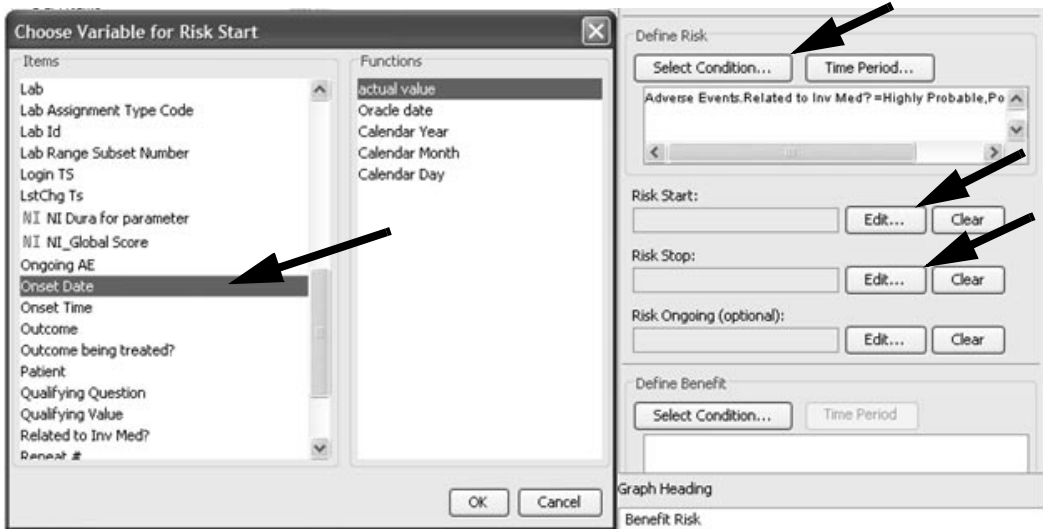 Choose Variable for Risk Start
Items
Lab
Lab Assignment Type Code
Lab Id
Lab Range Subset Number
Login TS
LstChg Ts
NI NI Dura for parameter
NI NI_Global Score
Ongoing AE
Onset Date
Onset Time
Outcome
Outcome being treated?
Patient
Qualifying Question
Qualifying Value
Related to Inv Med?
Repeat #
Functions
actual value
Oracle date
Calendar Year
Calendar Month
Calendar Day
OK Cancel
Define Risk
Select Condition... Time Period...
Adverse Events.Related to Inv Med?=Highly Probable,Po
Risk Start:
Edit... Clear
Risk Stop:
Edit... Clear
Risk Ongoing (optional):
Edit... Clear
Define Benefit
Select Condition... Time Period
Graph Heading
Benefit Risk